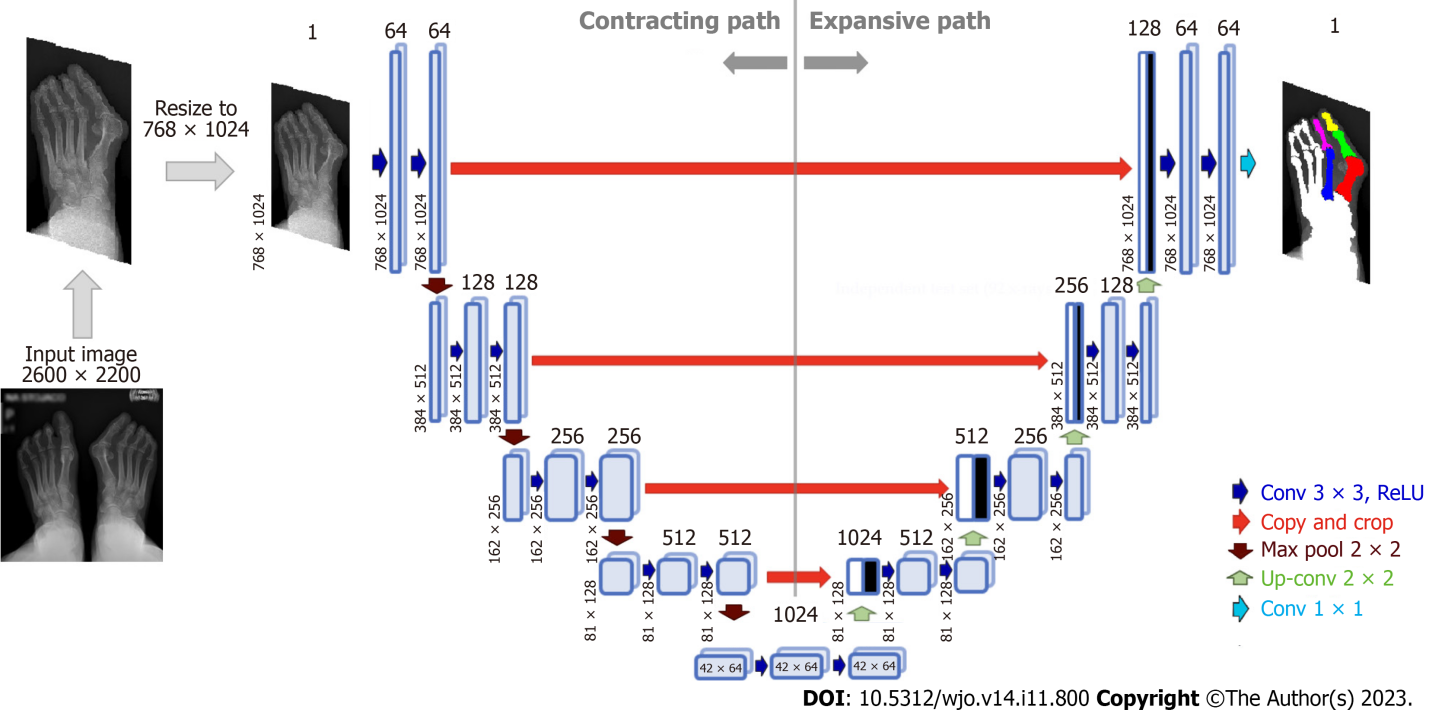 Contracting path
Expansive path
1
64
64
128
64
64
1
Resize to
768 × 1024
768 × 1024
768 × 1024
768 × 1024
768 × 1024
768 × 1024
768 × 1024
128
128
256
128
Input image
2600 × 2200
384 × 512
384 × 512
384 × 512
384 × 512
384 × 512
384 × 512
256
256
512
256
162 × 256
162 × 256
162 × 256
162 × 256
162 × 256
162 × 256
512
512
1024
512
81 × 128
81 × 128
81 × 128
81 × 128
81 × 128
81 × 128
1024
42 × 64
42 × 64
42 × 64
Conv 3 × 3, ReLU
Copy and crop
Max pool 2 × 2
Up-conv 2 × 2
Conv 1 × 1
DOI: 10.5312/wjo.v14.i11.800 Copyright ©The Author(s) 2023.